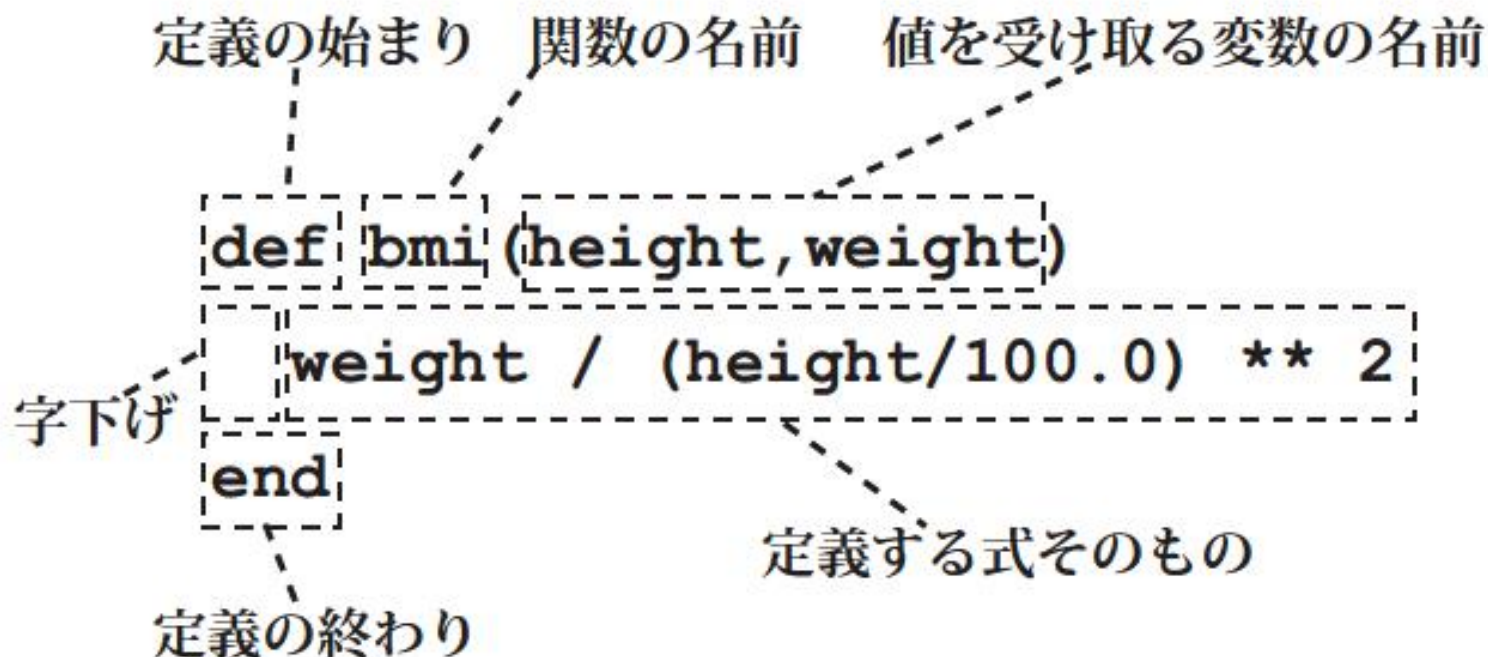 定義の始まり 関数の名前 値を受け取る変数の名前
def bmi(height,weight)
weight / (height/100.0) ** 2
字下げ
end
定義する式そのもの
定義の終わり